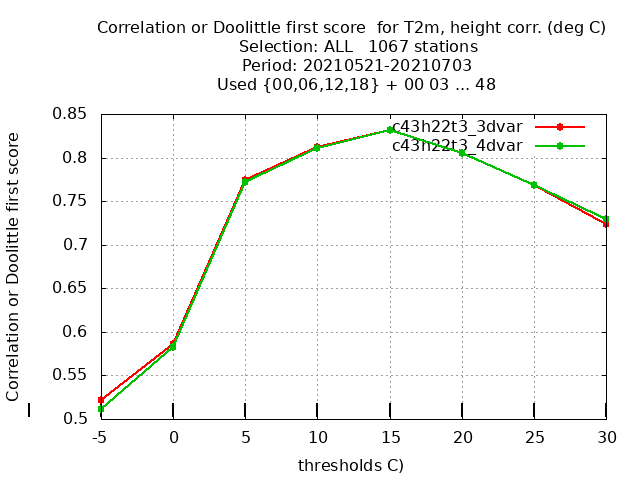 Correlation or Doolittle first score  for T2m, height corr. (deg C)
Selection: ALL   1067 stations
Period: 20210521-20210703
Used {00,06,12,18} + 00 03 ... 48
c43h22t3_3dvar
c43h22t3_4dvar
Correlation or Doolittle first score
0.85
0.8
0.75
0.7
0.65
0.6
0.55
0.5
-5 0 5 10 15 20 25 30
thresholds C)